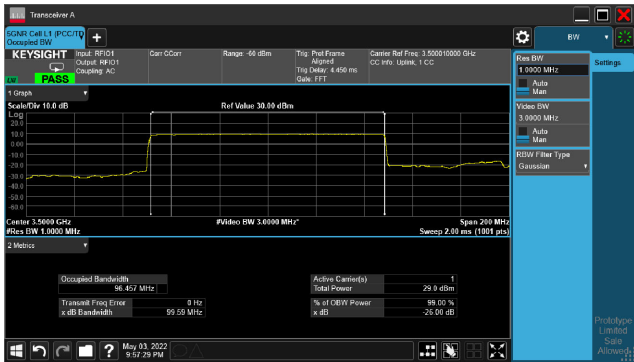 Transceiver A
5GNR Cell L1 (PCC/TC
Occupied BW
KEYSIGHT
Input: RFIO1
Output: RFIO1
Coupling: AC
Corr CCorr
Range: -60 dBm
Trig: Prot Frame
Aligned
Trig Delay: 4.450 ms
Gate: FFT
Carrier Ref Freq: 3.500010000 GHz
CC Info: Uplink, 1 CC
PASS
BW
Settings
Res BW
1.0000 MHz
Auto
Man
Video BW
3.0000 MHz
Auto
Man
RBW Filter Type
Gaussian
1 Graph
Scale/Div 10.0 dB
Ref Value 30.00 dBm
Log
20.0
10.0
0.00
-10.0
-20.0
-30.0
-40.0
-50.0
-60.0
Center 3.5000 GHz
#Video BW 3.0000 MHz*
Span 200 MHz
#Res BW 1.0000 MHz
Sweep 2.00 ms (1001 pts)
2 Metrics
Occupied Bandwidth
96.457 MHz
Transmit Freq Error
0 Hz
x dB Bandwidth
99.59 MHz
Active Carrier(s)
1
Total Power
29.0 dBm
% of OBW Power
99.00 %
x dB
-26.00 dB
Prototype
Limited
Sale
Allowed
?
May 03, 2022
9:57:29 PM